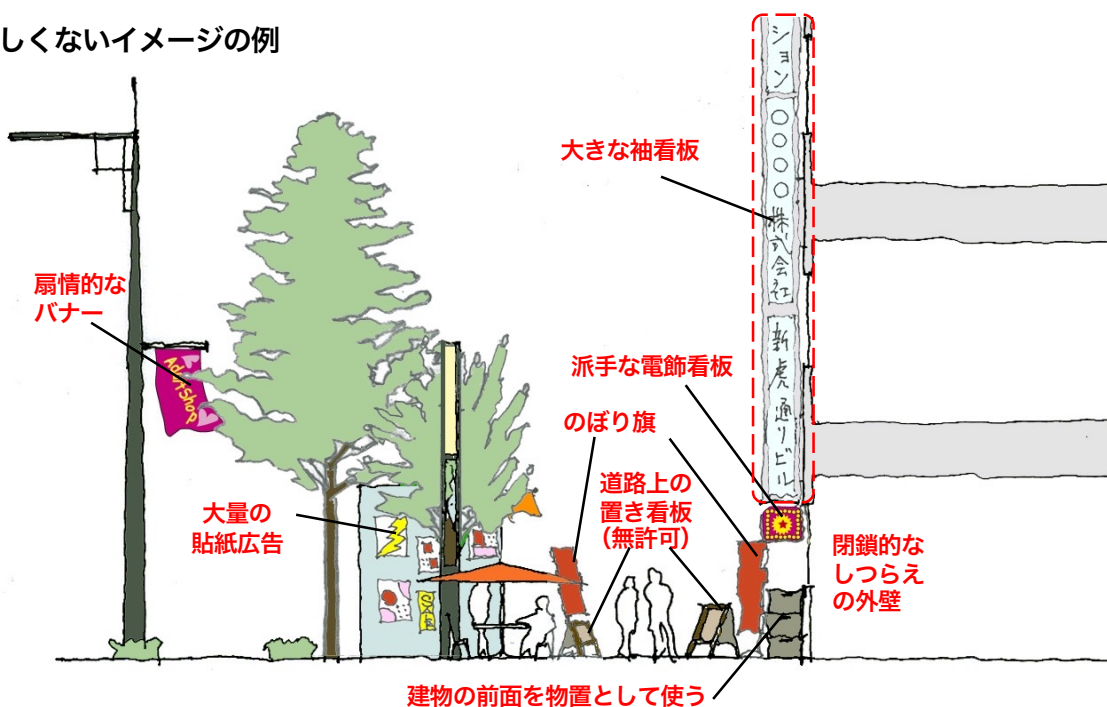 しくないイメージの例
大きな袖看板
扇情的な
バナー
Adultshop
派手な電飾看板
のぼり旗
道路上の
置き看板
(無許可)
大量の
貼紙広告
閉鎖的な
しつらえ
の外壁
建物の前面を物置として使う
ション
○○○○株式会社
新虎通りビル